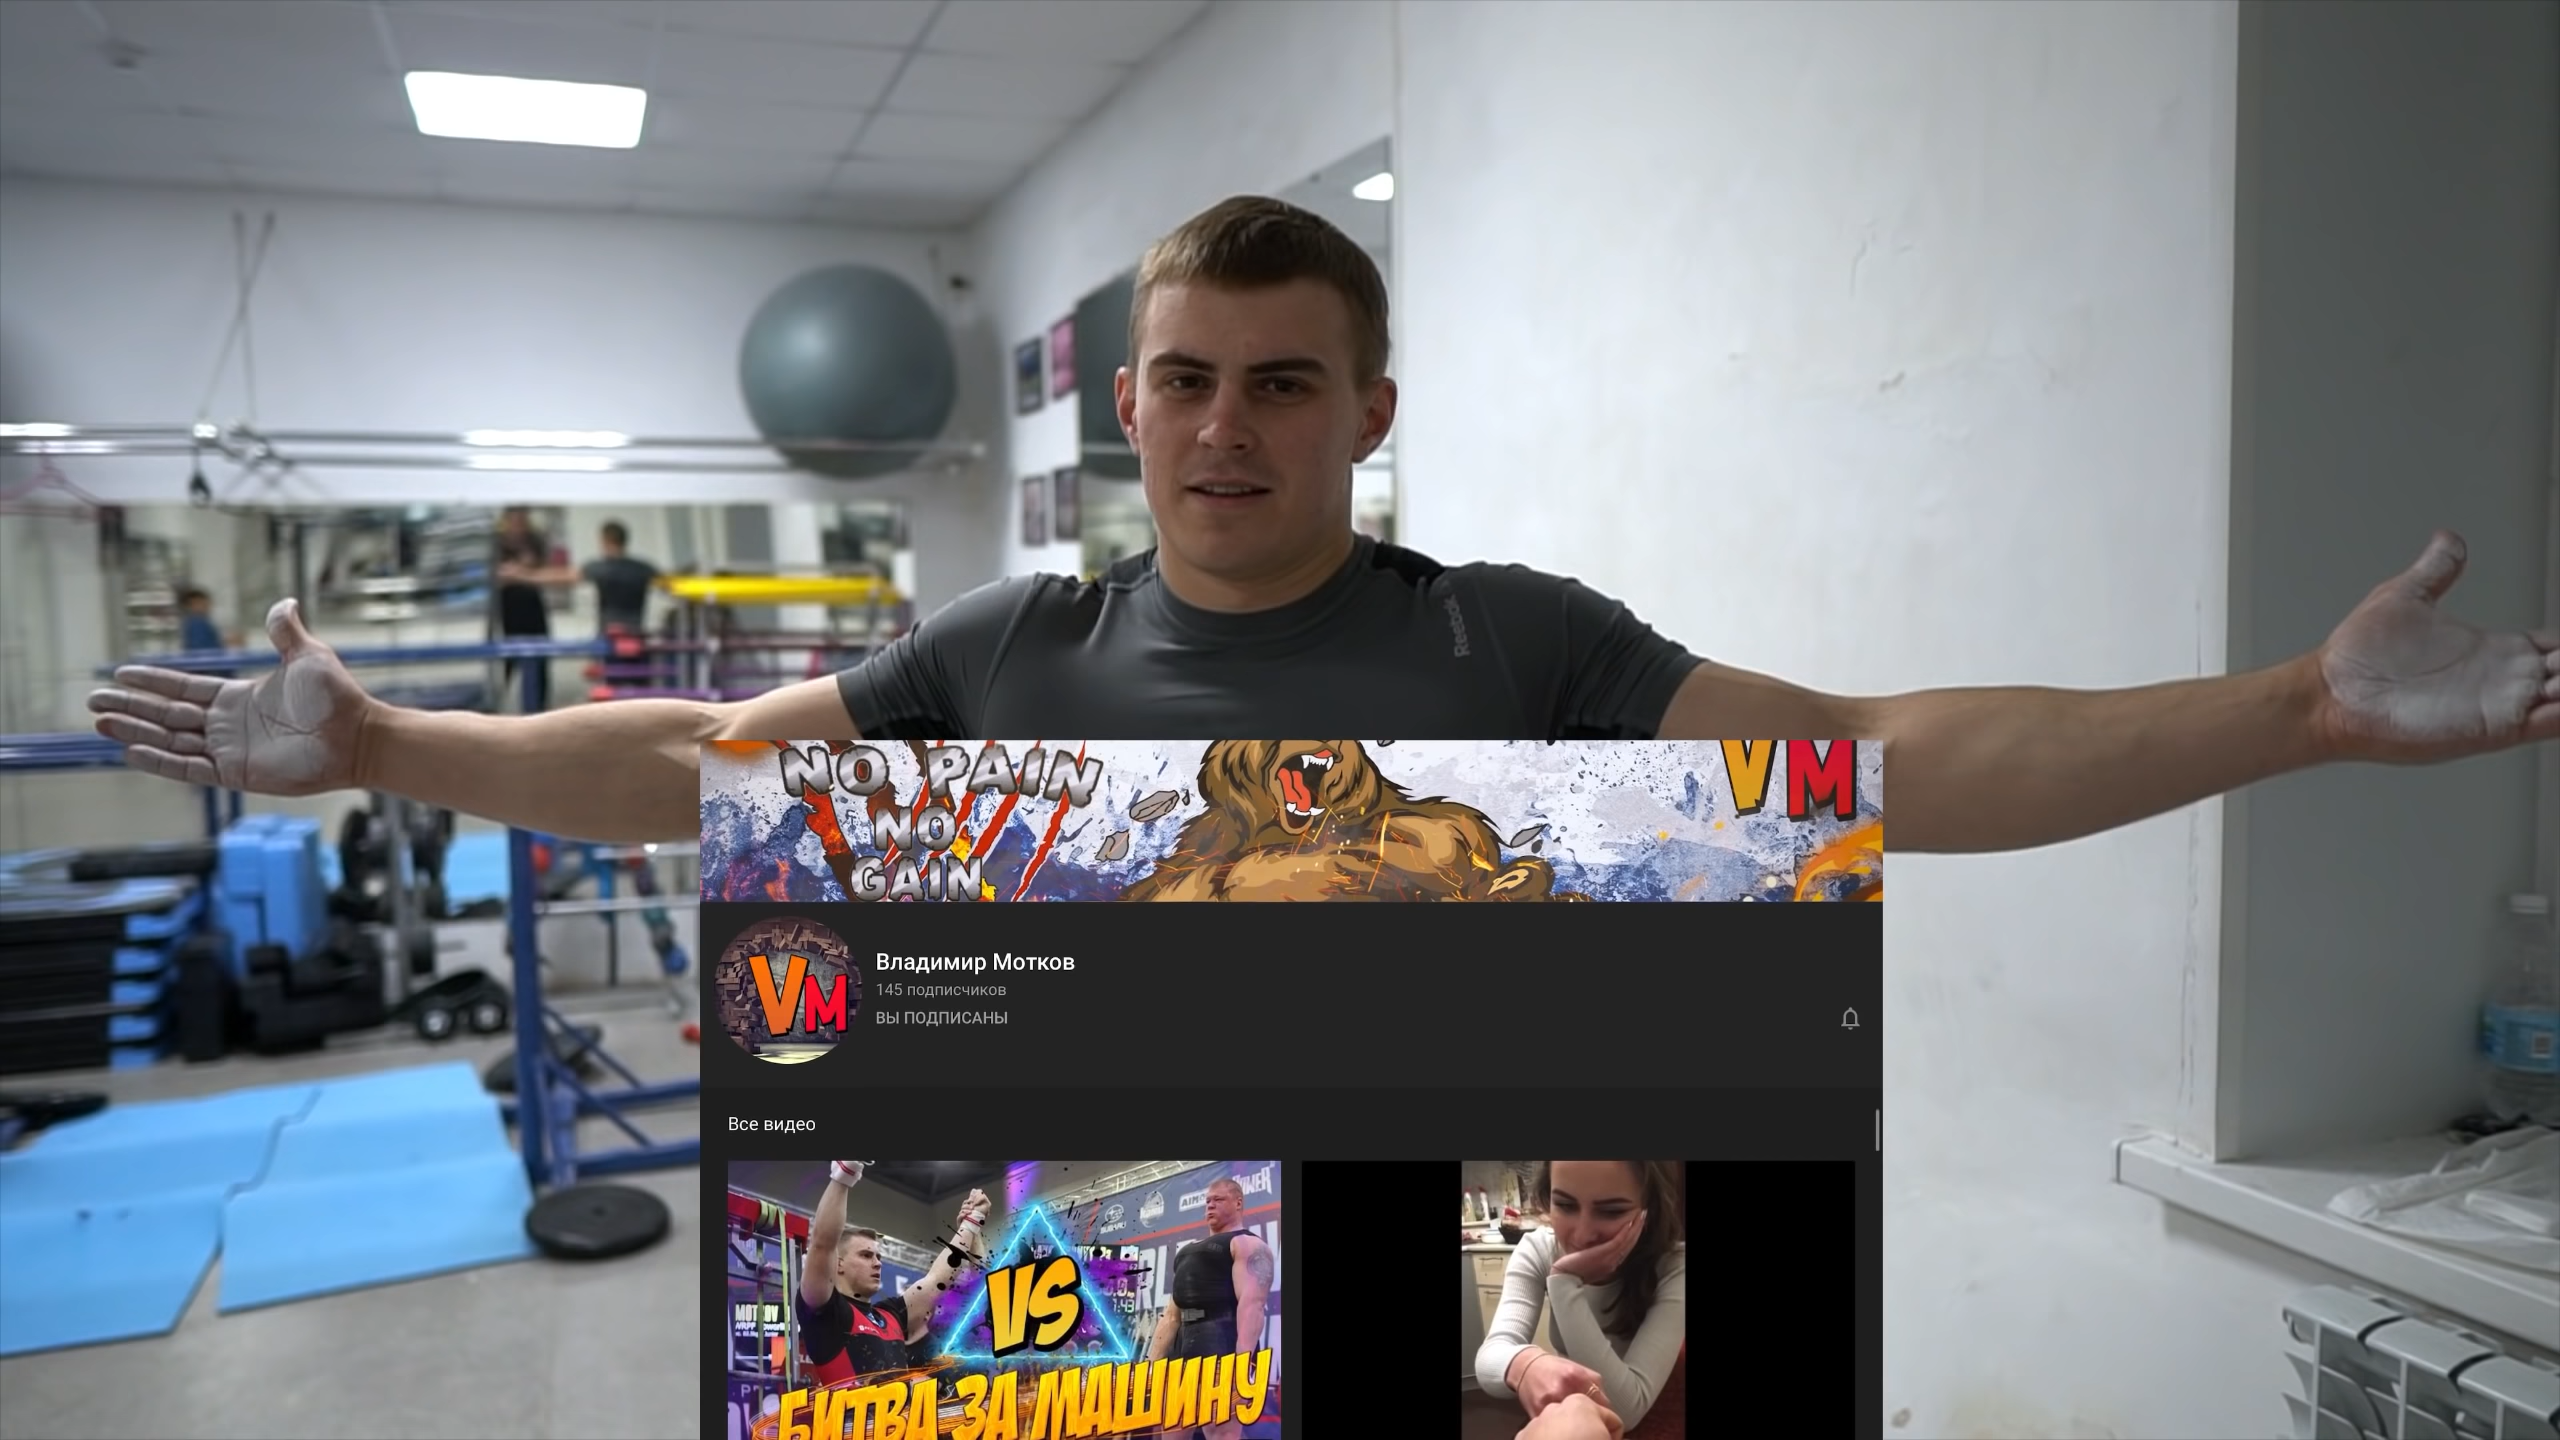 Reebok
NO PAIN
NO
GAIN
VM
VM
Владимир Мотков
145 подписчиков
ВЫ ПОДПИСАНЫ
Все видео
VS
БИТВА ЗА МАШИНУ